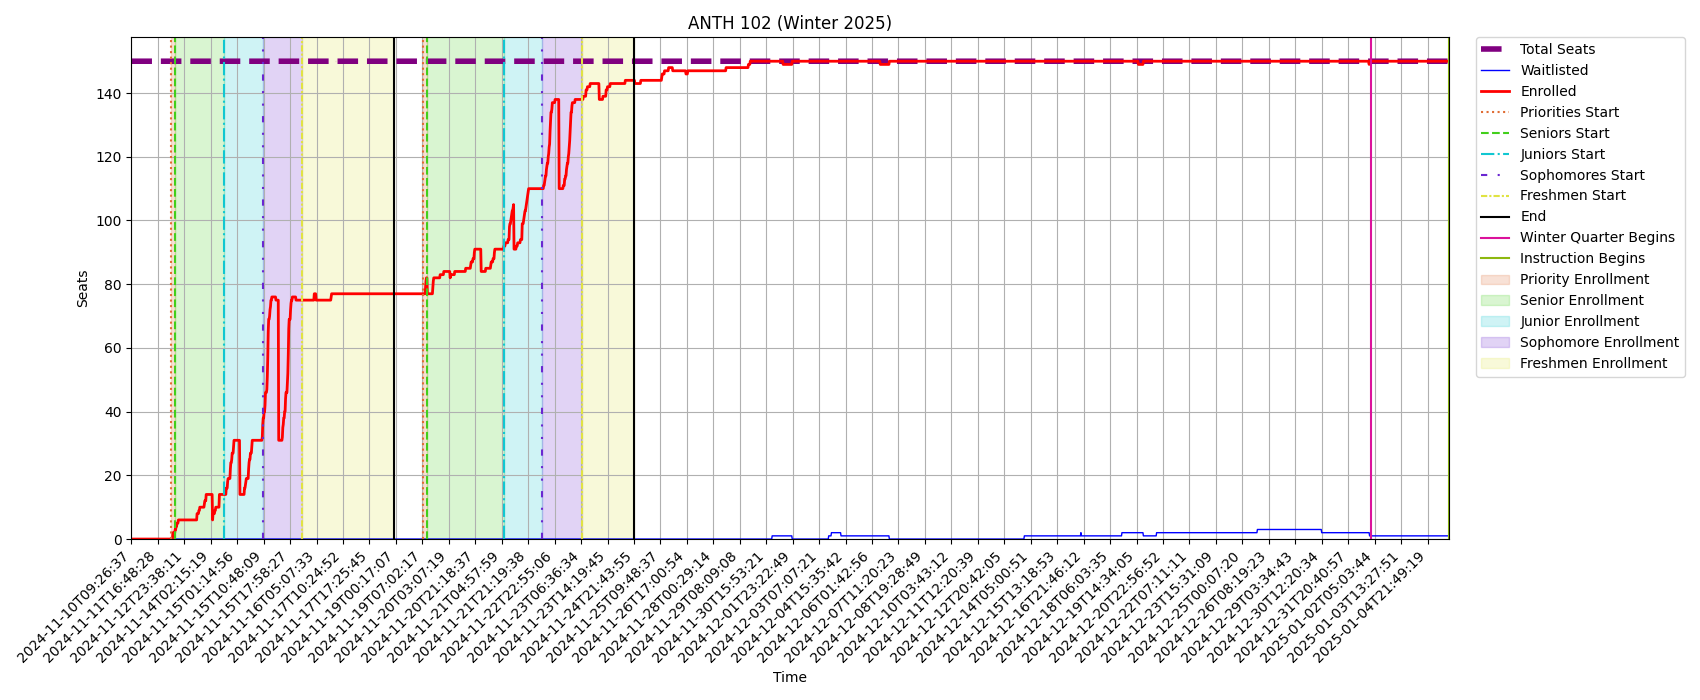 ANTH 102 (Winter 2025)
Seats
140
120
100
80
60
40
20
0
2024-11-10T09:26:37
2024-11-11T16:48:28
2024-11-12T23:38:11
2024-11-14T02:15:19
2024-11-15T01:14:56
2024-11-15T10:48:09
2024-11-15T17:58:27
2024-11-16T05:07:33
2024-11-17T10:24:52
2024-11-17T17:25:45
2024-11-19T00:17:07
2024-11-19T07:02:17
2024-11-20T03:07:19
2024-11-20T21:18:37
2024-11-21T04:57:59
2024-11-21T21:19:38
2024-11-22T22:55:06
2024-11-23T06:36:34
2024-11-23T14:19:45
2024-11-24T21:43:55
2024-11-25T09:48:37
2024-11-26T17:00:54
2024-11-28T00:29:14
2024-11-29T08:09:08
2024-11-30T15:53:21
2024-12-01T23:22:49
2024-12-03T07:07:21
2024-12-04T15:35:42
2024-12-06T01:42:56
2024-12-07T11:20:23
2024-12-08T19:28:49
2024-12-10T03:43:12
2024-12-11T12:20:39
2024-12-12T20:42:05
2024-12-14T05:00:51
2024-12-15T13:18:53
2024-12-16T21:46:12
2024-12-18T06:03:35
2024-12-19T14:34:05
2024-12-20T22:56:52
2024-12-22T07:11:11
2024-12-23T15:31:09
2024-12-25T00:07:20
2024-12-26T08:19:23
2024-12-29T03:34:43
2024-12-30T12:20:34
2024-12-31T20:40:57
2025-01-02T05:03:44
2025-01-03T13:27:51
2025-01-04T21:49:19
Time
Total Seats
Waitlisted
Enrolled
Priorities Start
Seniors Start
Juniors Start
Sophomores Start
Freshmen Start
End
Winter Quarter Begins
Instruction Begins
Priority Enrollment
Senior Enrollment
Junior Enrollment
Sophomore Enrollment
Freshmen Enrollment